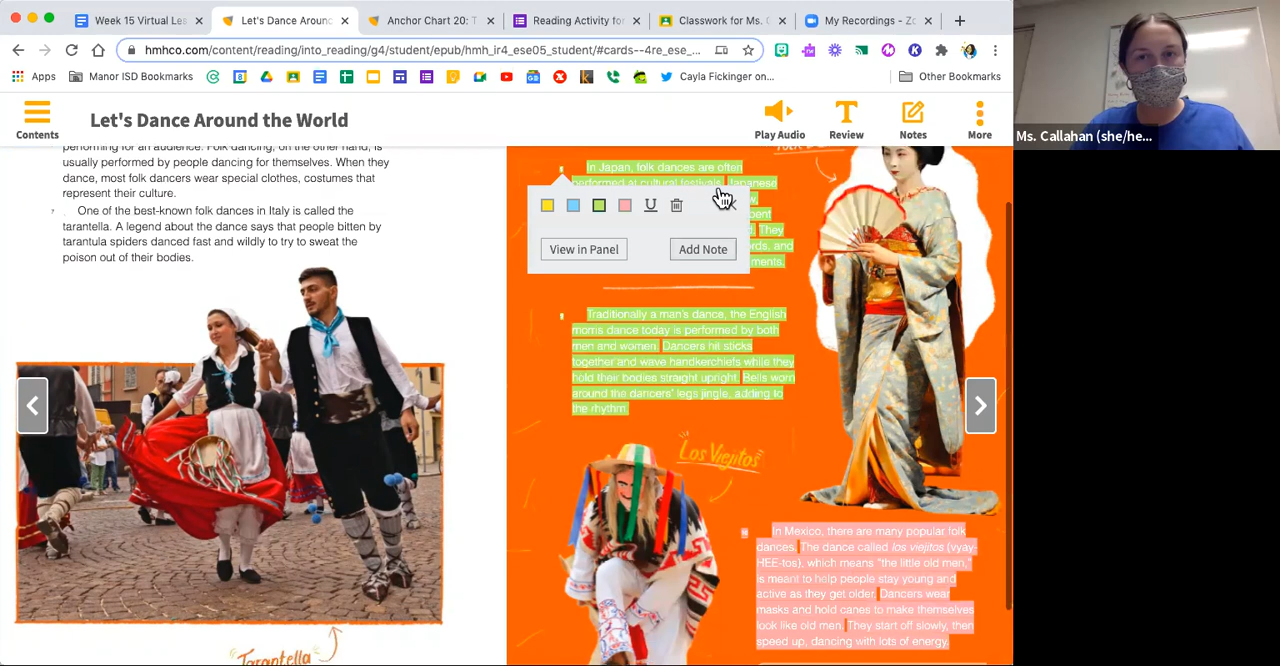 Week 15 Virtual Les
Let's Dance Around
Anchor Chart 20: T
Reading Activity for
Classwork for Ms. C
My Recordings - Zo
hmhco.com/content/reading/into_reading/g4/student/epub/hmh_ir4_ese05_student/#cards--4re_ese_...
Apps
Manor ISD Bookmarks
Cayla Fickinger on...
Other Bookmarks
Contents
Let's Dance Around the World
Play Audio
Review
Notes
More
Ms. Callahan (she/he...
performing for an audience. Folk dancing, on the other hand, is
usually performed by people dancing for themselves. When they
dance, most folk dancers wear special clothes, costumes that
represent their culture.
7 One of the best-known folk dances in Italy is called the
tarantella. A legend about the dance says that people bitten by
tarantula spiders danced fast and wildly to try to sweat the
poison out of their bodies.
Tarantella
In Japan, folk dances are often
performed at cultural festivals. Japanese
They
and
View in Panel
Add Note
Traditionally a man's dance, the English
morris dance today is performed by both
men and women. Dancers hit sticks
together and wave handkerchiefs while they
hold their bodies straight upright. Bells worn
around the dancers' legs jingle, adding to
the rhythm.
Los Viejitos
In Mexico, there are many popular folk
dances. The dance called los viejitos (vyay-
HEE-tos), which means "the little old men,"
is meant to help people stay young and
active as they get older. Dancers wear
masks and hold canes to make themselves
look like old men. They start off slowly, then
speed up, dancing with lots of energy.